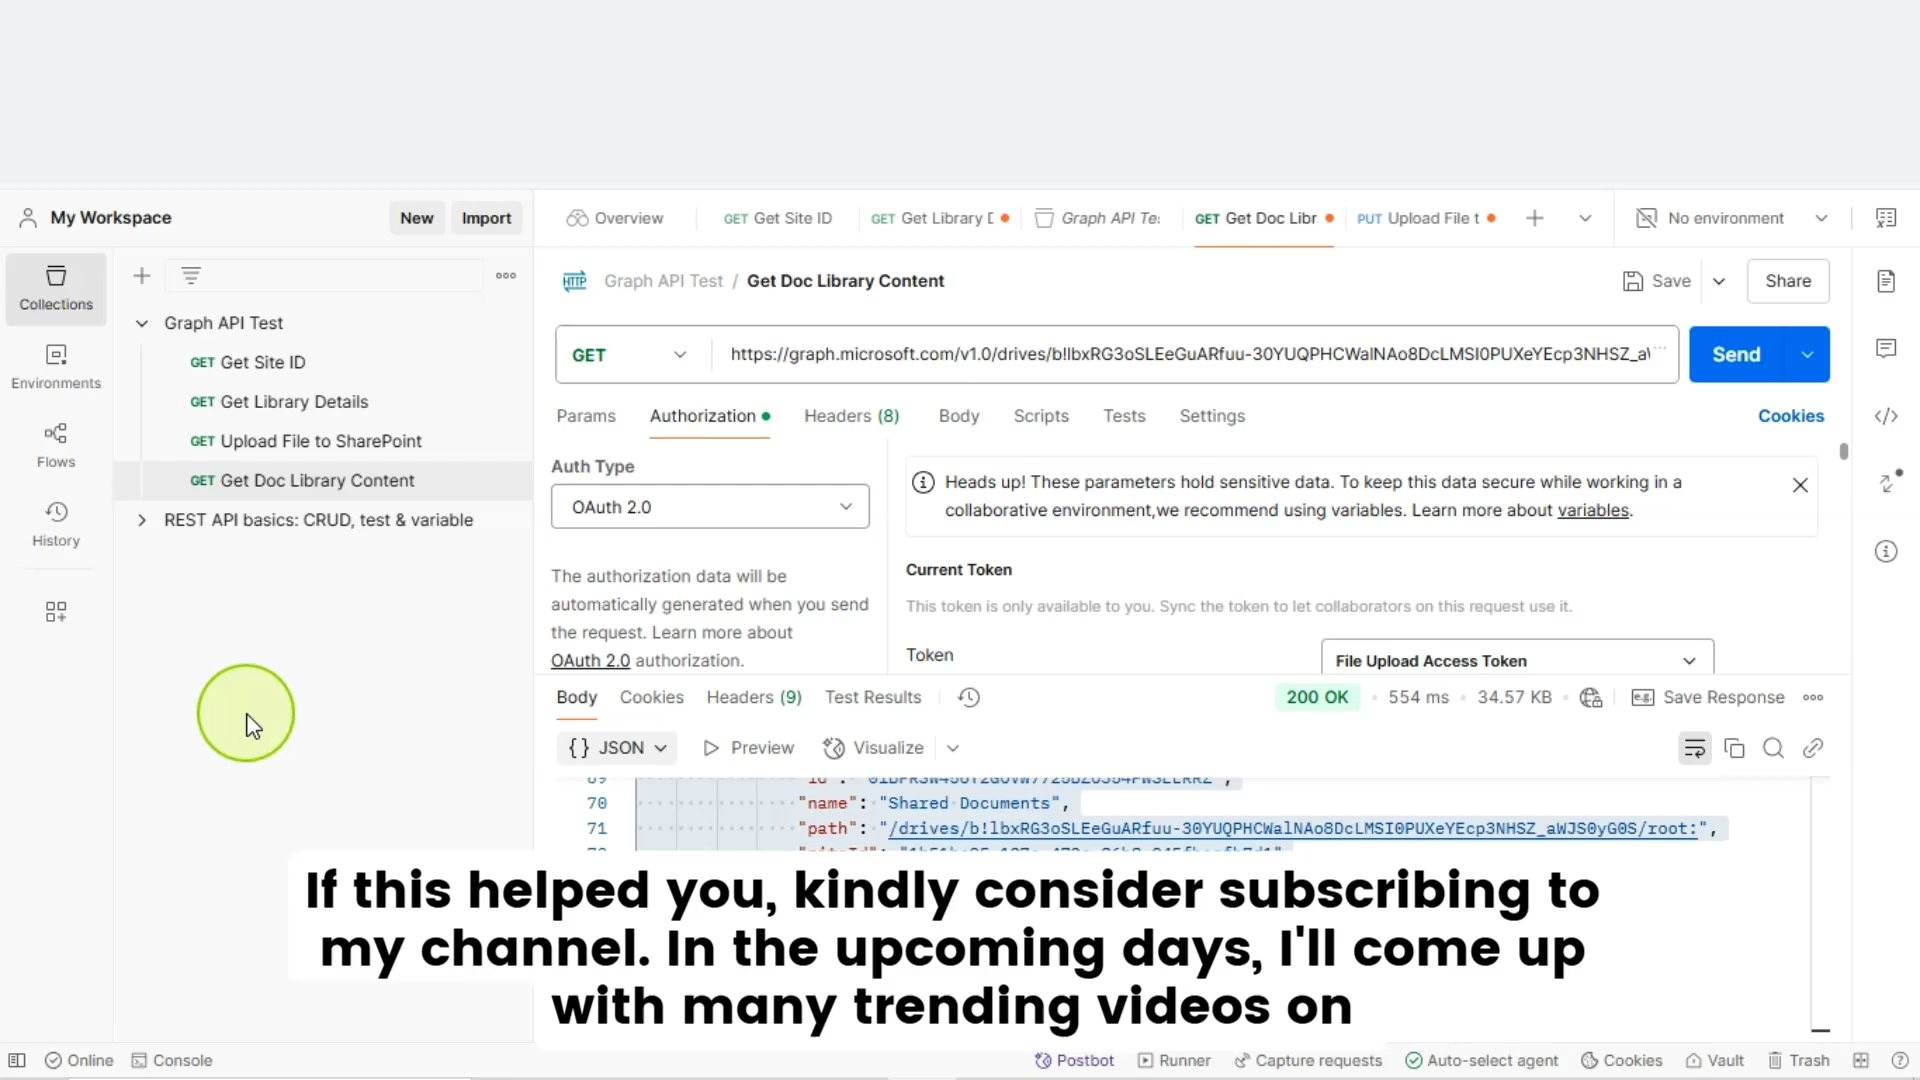 My Workspace
New
Import
Overview
GET Get Site ID
GET Get Library D
Graph API Te
GET Get Doc Libr
PUT Upload File t
No environment
Collections
Environments
Flows
History
Graph API Test
GET Get Site ID
GET Get Library Details
GET Upload File to SharePoint
GET Get Doc Library Content
REST API basics: CRUD, test & variable
HTTP Graph API Test / Get Doc Library Content
Save
Share
GET
https://graph.microsoft.com/v1.0/drives/b!lbxRG3oSLEeGuARfuu-30YUQPHCWalNAo8DcLMSI0PUXeYEcp3NHSZ_a
Send
Params
Authorization
Headers (8)
Body
Scripts
Tests
Settings
Cookies
Auth Type
OAuth 2.0
The authorization data will be
automatically generated when you send
the request. Learn more about
OAuth 2.0 authorization.
Heads up! These parameters hold sensitive data. To keep this data secure while working in a
collaborative environment,we recommend using variables. Learn more about variables.
Current Token
This token is only available to you. Sync the token to let collaborators on this request use it.
Token
File Upload Access Token
Body
Cookies
Headers (9)
Test Results
200 OK
554 ms
34.57 KB
e.g.
Save Response
{} JSON
Preview
Visualize
70 "name": "Shared Documents",
71 "path": "/drives/b!lbxRG3oSLEeGuARfuu-30YUQPHCWalNAo8DcLMSI0PUXeYEcp3NHSZ_aWJS0yG0S/root:",
If this helped you, kindly consider subscribing to
my channel. In the upcoming days, I'll come up
with many trending videos on
Online
Console
Postbot
Runner
Capture requests
Auto-select agent
Cookies
Vault
Trash